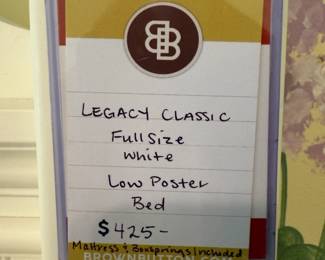 LEGACY CLASSIC
Full Size
White
Low Poster
Bed
$425-
Mattress & Boxsprings Included